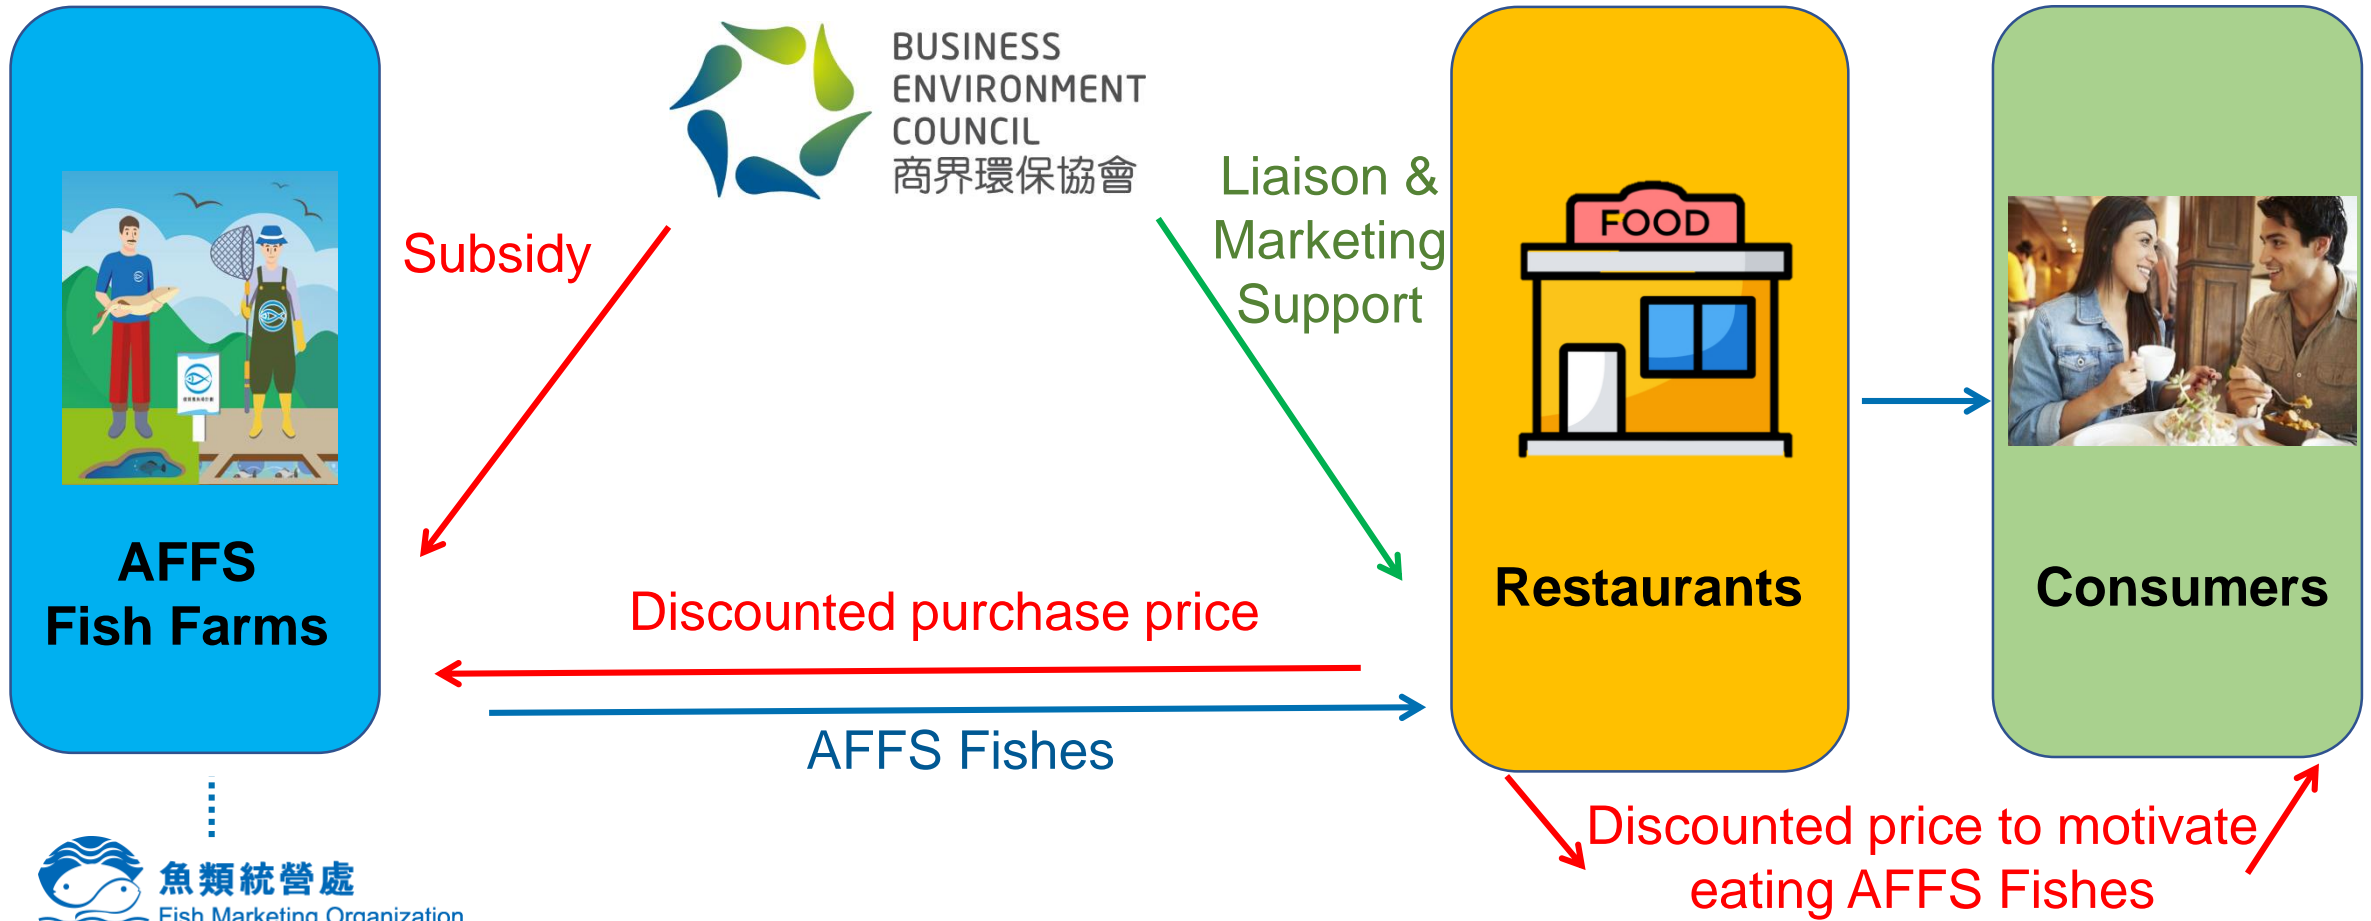 BUSINESS
ENVIRONMENT
COUNCIL
商界環保協會
Subsidy
Liaison &
Marketing
Support
FOOD
AFFS
Fish Farms
Restaurants
Consumers
Discounted purchase price
AFFS Fishes
Discounted price to motivate
eating AFFS Fishes
魚類統營處
Fish Marketing Organization